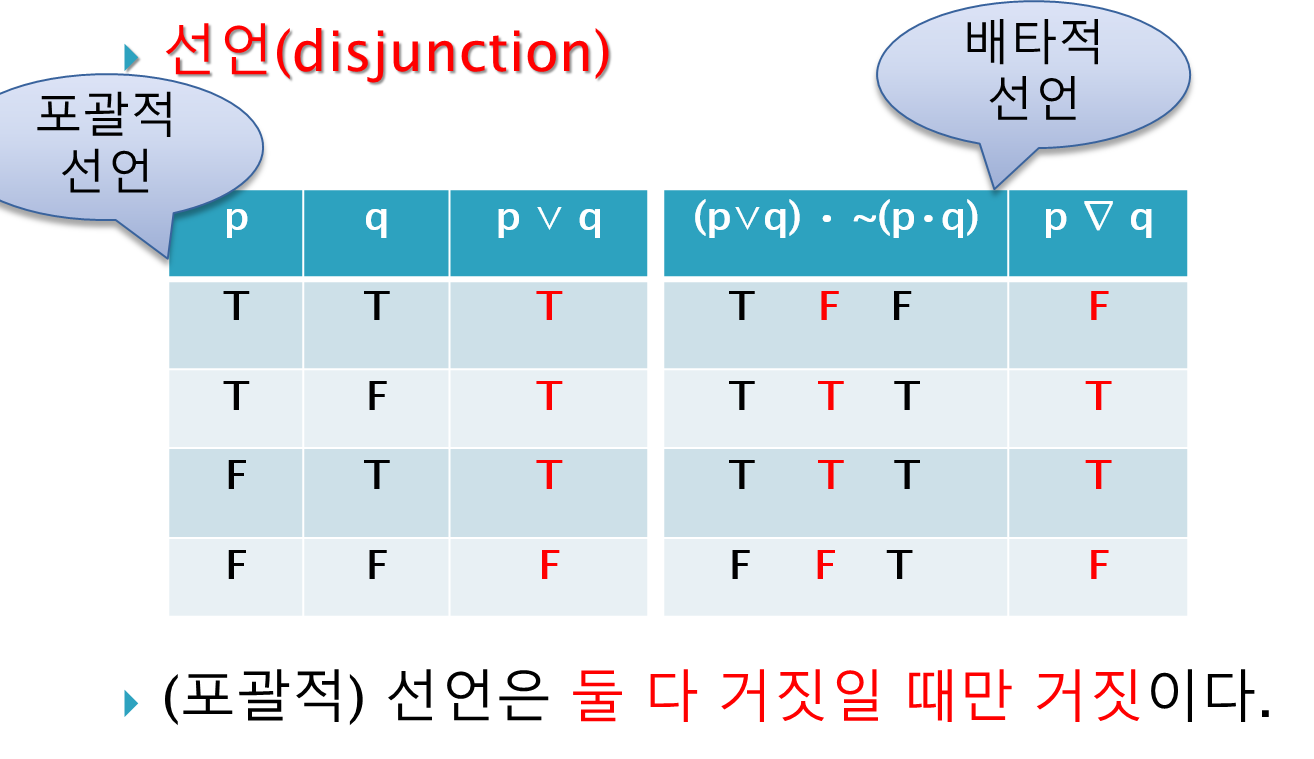 선언(disjunction)
포괄적
선언
배타적
선언
p q p ∨ q (p∨q) · ~(p·q) p ▽ q
T T T T F F F
T F T T T T T
F T T T T T T
F F F F F T F
(포괄적) 선언은 둘 다 거짓일 때만 거짓이다.